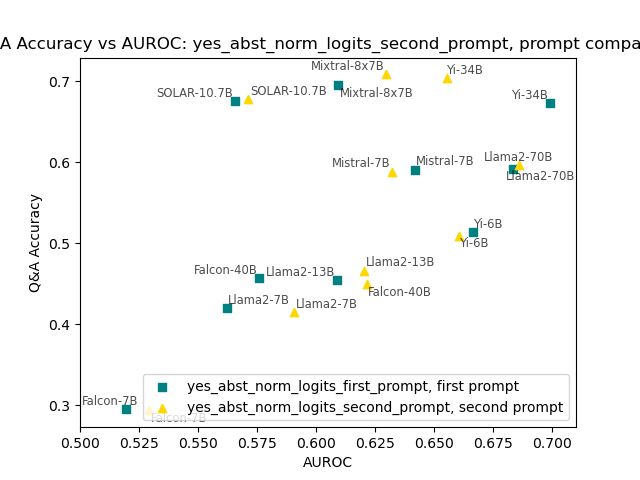 A Accuracy vs AUROC: yes_abst_norm_logits_second_prompt, prompt compa
Mixtral-8x7B
Yi-34B
0.7
SOLAR-10.7B
SOLAR-10.7B
Mixtral-8x7B
Yi-34B
Mistral-7B
Mistral-7B
Llama2-70B
0.6
Llama2-70B
Yi-6B
0.5
Yi-6B
Falcon-40B
Llama2-13B
Llama2-13B
Falcon-40B
Llama2-7B
Llama2-7B
0.4
Q&A Accuracy
Falcon-7B
Falcon-7B
0.3
yes_abst_norm_logits_first_prompt, first prompt
yes_abst_norm_logits_second_prompt, second prompt
0.500 0.525 0.550 0.575 0.600 0.625 0.650 0.675 0.700
AUROC